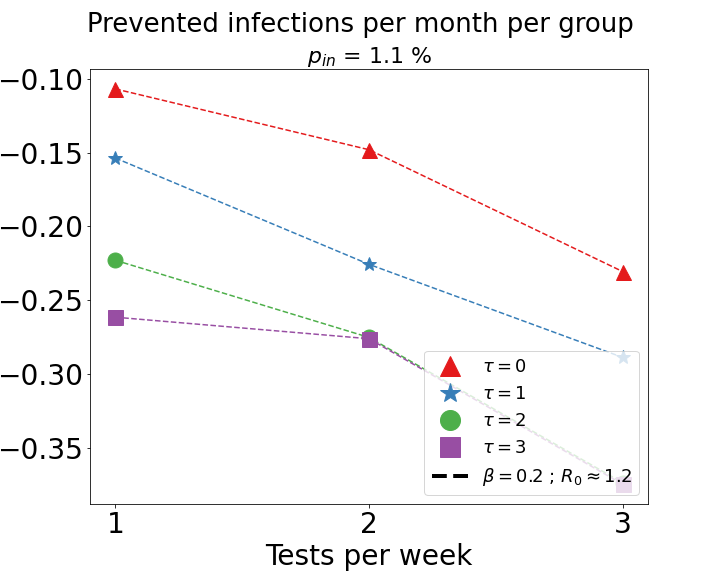 Prevented infections per month per group
p_in = 1.1 %
−0.10
−0.15
−0.20
−0.25
−0.30
−0.35
τ = 0
τ = 1
τ = 2
τ = 3
β = 0.2 ; R₀ ≈ 1.2
1 2 3
Tests per week